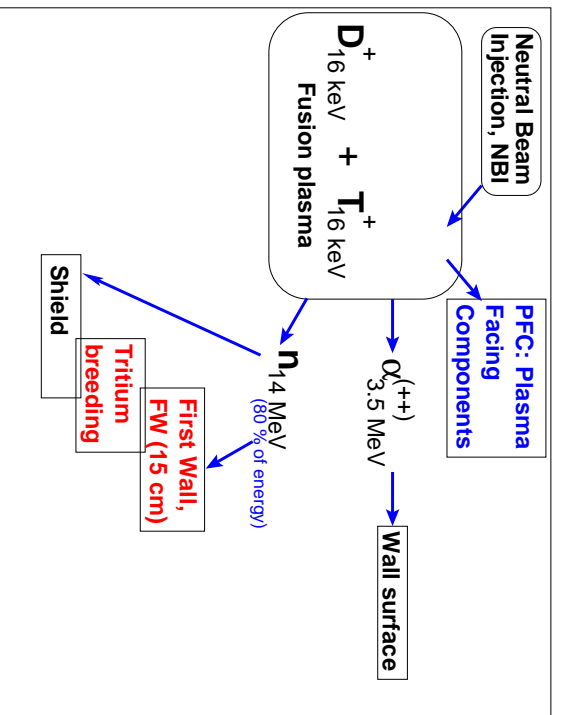 Neutral Beam
Injection, NBI
PFC: Plasma
Facing
Components
D+ 16 keV + T+ 16 keV
Fusion plasma
α(++) 3.5 MeV
Wall surface
n 14 MeV
(80 % of energy)
First Wall,
FW (15 cm)
Tritium
breeding
Shield